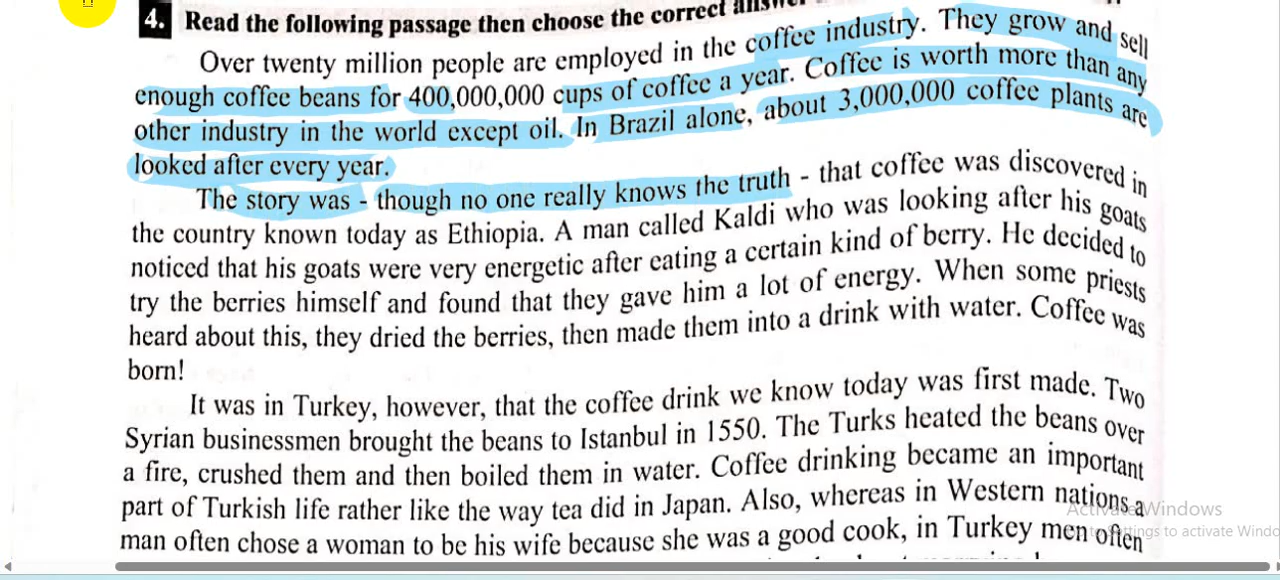 4. Read the following passage then choose the correct answer
Over twenty million people are employed in the coffee industry. They grow and sell
enough coffee beans for 400,000,000 cups of coffee a year. Coffee is worth more than any
other industry in the world except oil. In Brazil alone, about 3,000,000 coffee plants are
looked after every year.
The story was - though no one really knows the truth - that coffee was discovered in
the country known today as Ethiopia. A man called Kaldi who was looking after his goats
noticed that his goats were very energetic after eating a certain kind of berry. He decided to
try the berries himself and found that they gave him a lot of energy. When some priests
heard about this, they dried the berries, then made them into a drink with water. Coffee was
born!
It was in Turkey, however, that the coffee drink we know today was first made. Two
Syrian businessmen brought the beans to Istanbul in 1550. The Turks heated the beans over
a fire, crushed them and then boiled them in water. Coffee drinking became an important
part of Turkish life rather like the way tea did in Japan. Also, whereas in Western nations a
Activate Windows
man often chose a woman to be his wife because she was a good cook, in Turkey men often
to Settings to activate Windo